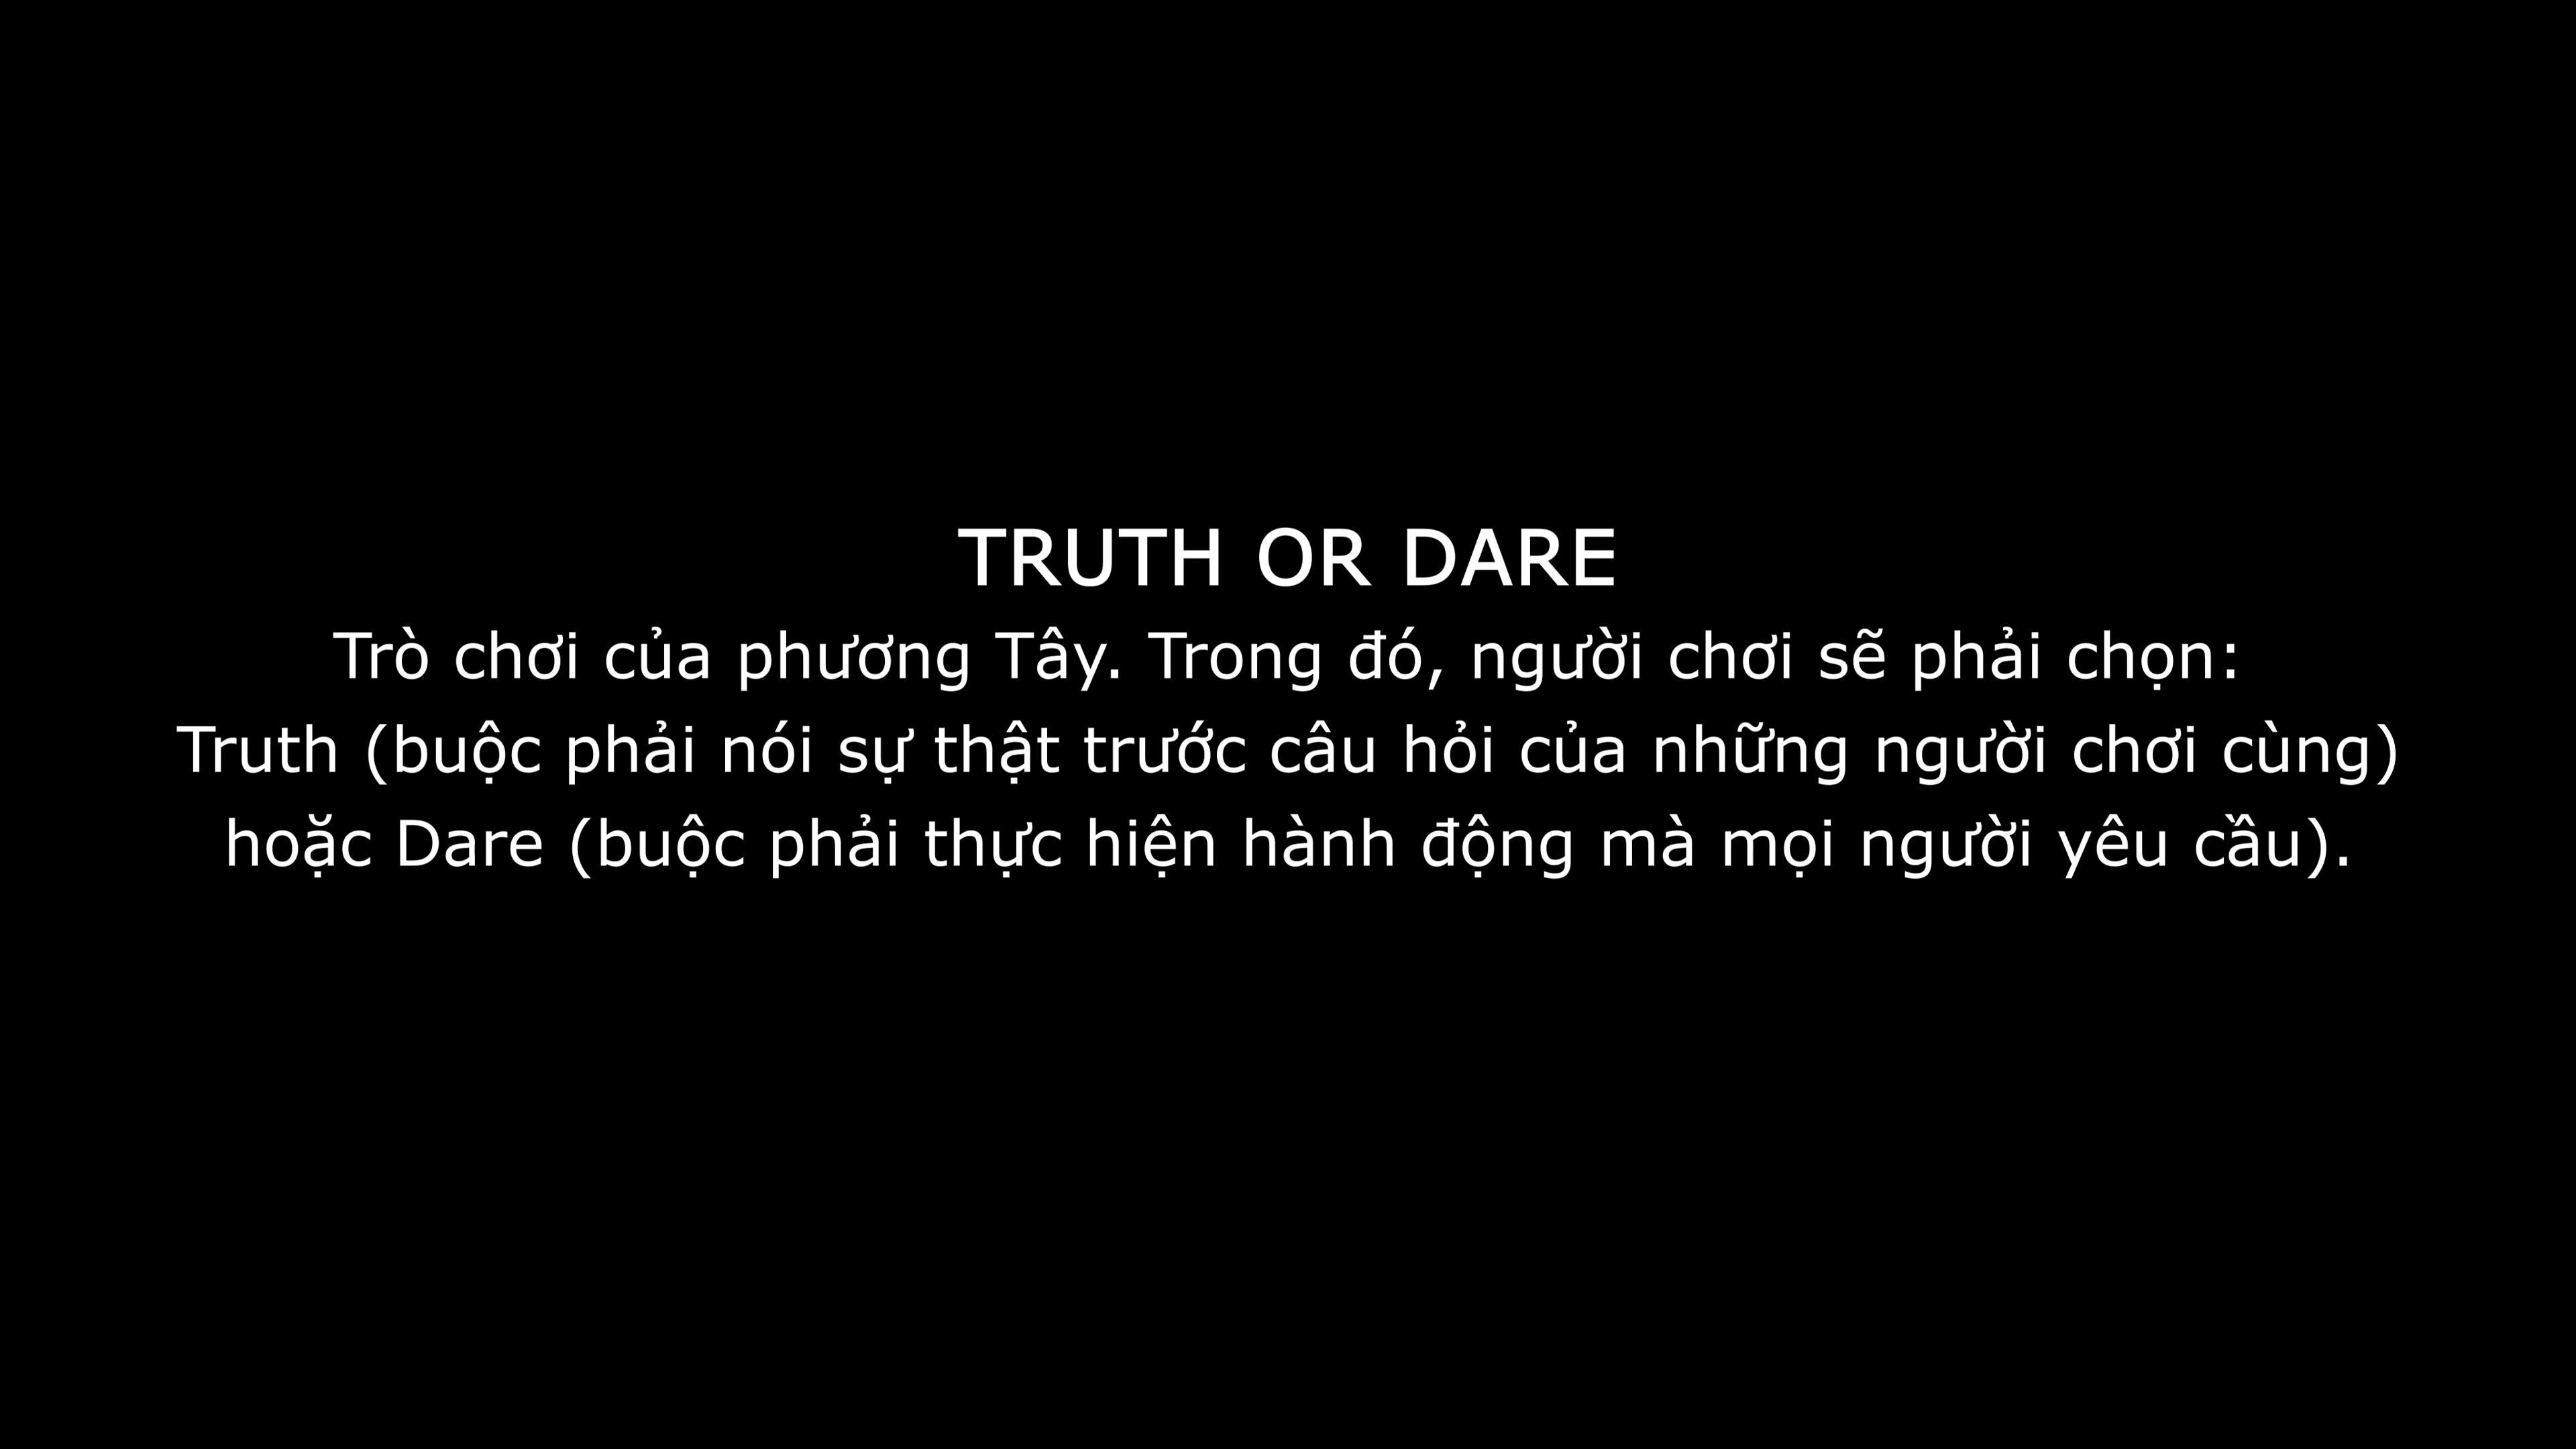 TRUTH OR DARE
Trò chơi của phương Tây. Trong đó, người chơi sẽ phải chọn:
Truth (buộc phải nói sự thật trước câu hỏi của những người chơi cùng)
hoặc Dare (buộc phải thực hiện hành động mà mọi người yêu cầu).